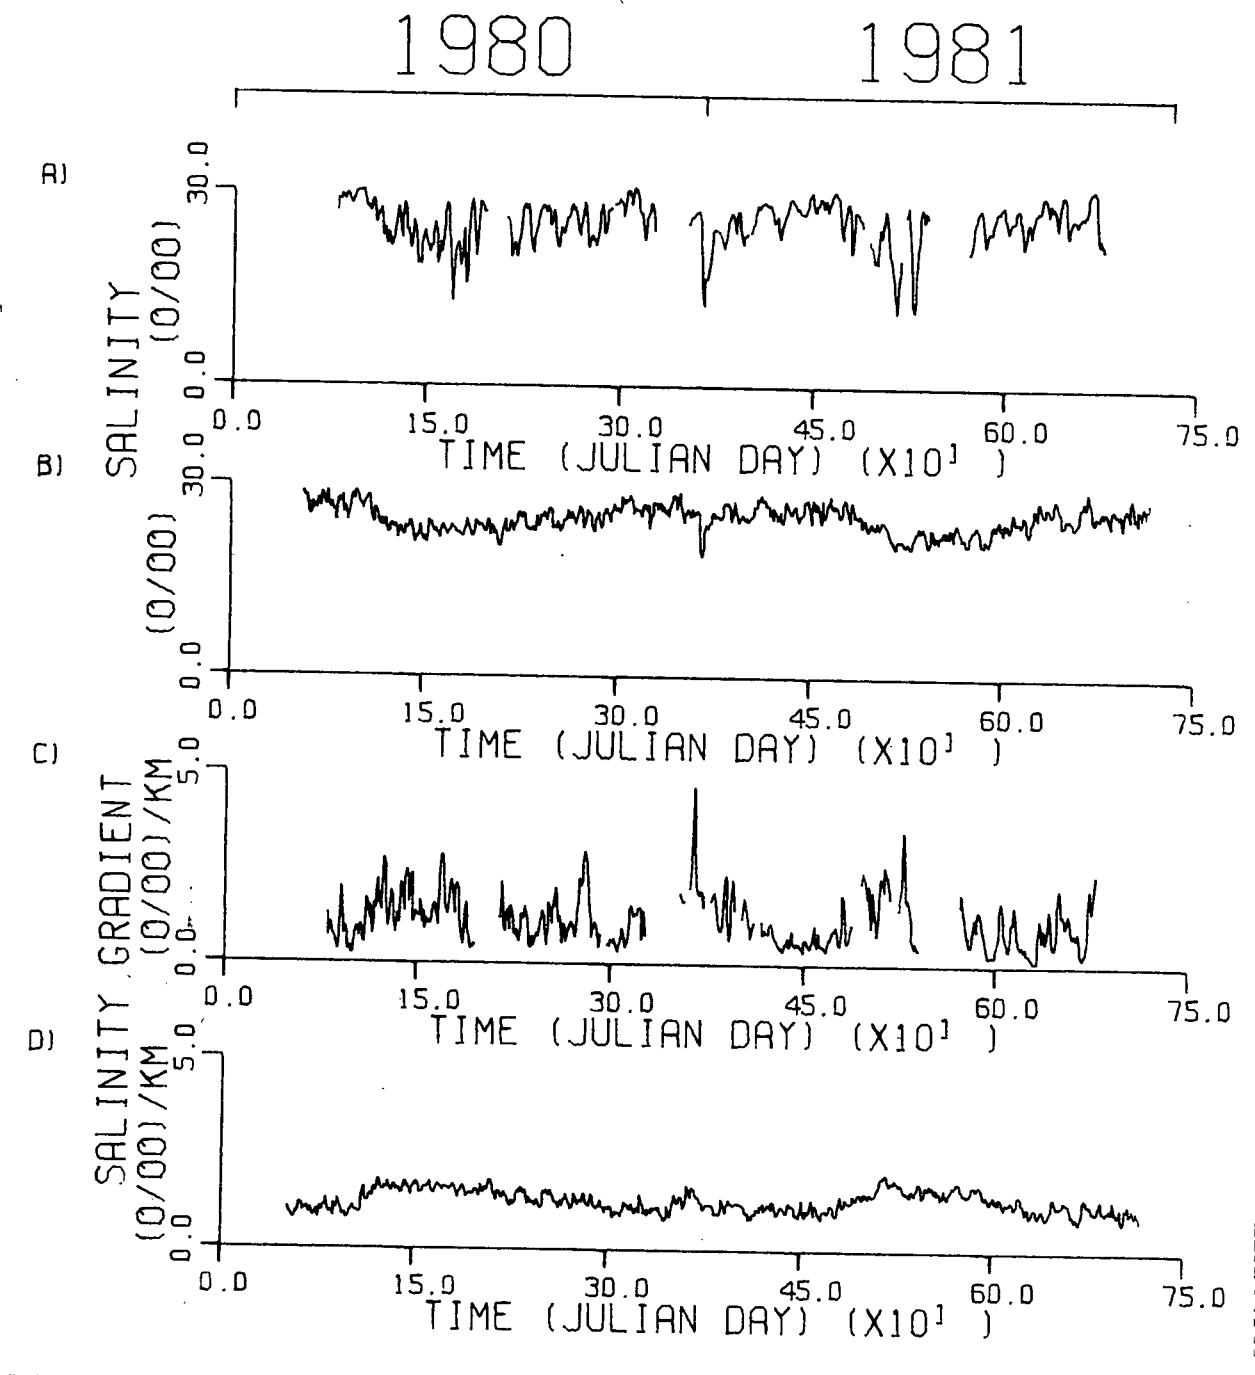 1980 1981
A)
SALINITY
(0/00)
30.0
0.0
0.0 15.0 30.0 45.0 60.0 75.0
TIME (JULIAN DAY) (X10¹ )
B)
(0/00)
30.0
0.0
0.0 15.0 30.0 45.0 60.0 75.0
TIME (JULIAN DAY) (X10¹ )
C)
SALINITY GRADIENT
(0/00)/KM
5.0
0.0
0.0 15.0 30.0 45.0 60.0 75.0
TIME (JULIAN DAY) (X10¹ )
D)
(0/00)/KM
5.0
0.0
0.0 15.0 30.0 45.0 60.0 75.0
TIME (JULIAN DAY) (X10¹ )